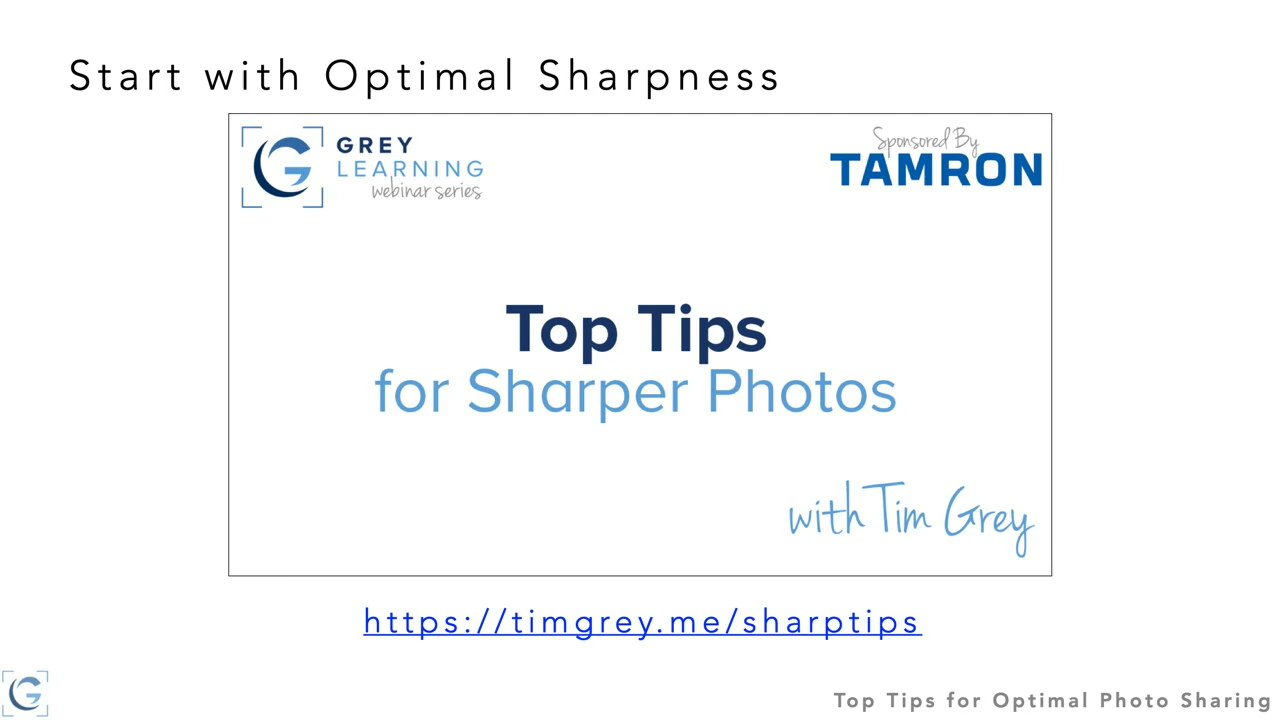 Start with Optimal Sharpness
GREY
LEARNING
webinar series
Sponsored By
TAMRON
Top Tips
for Sharper Photos
with Tim Grey
https://timgrey.me/sharptips
Top Tips for Optimal Photo Sharing